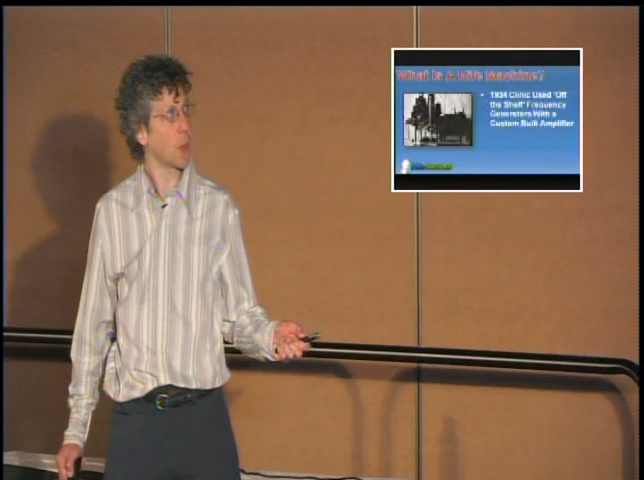 What Is A Rife Machine?
• 1934 Clinic Used "Off
the Shelf" Frequency
Generators With a
Custom Built Amplifier